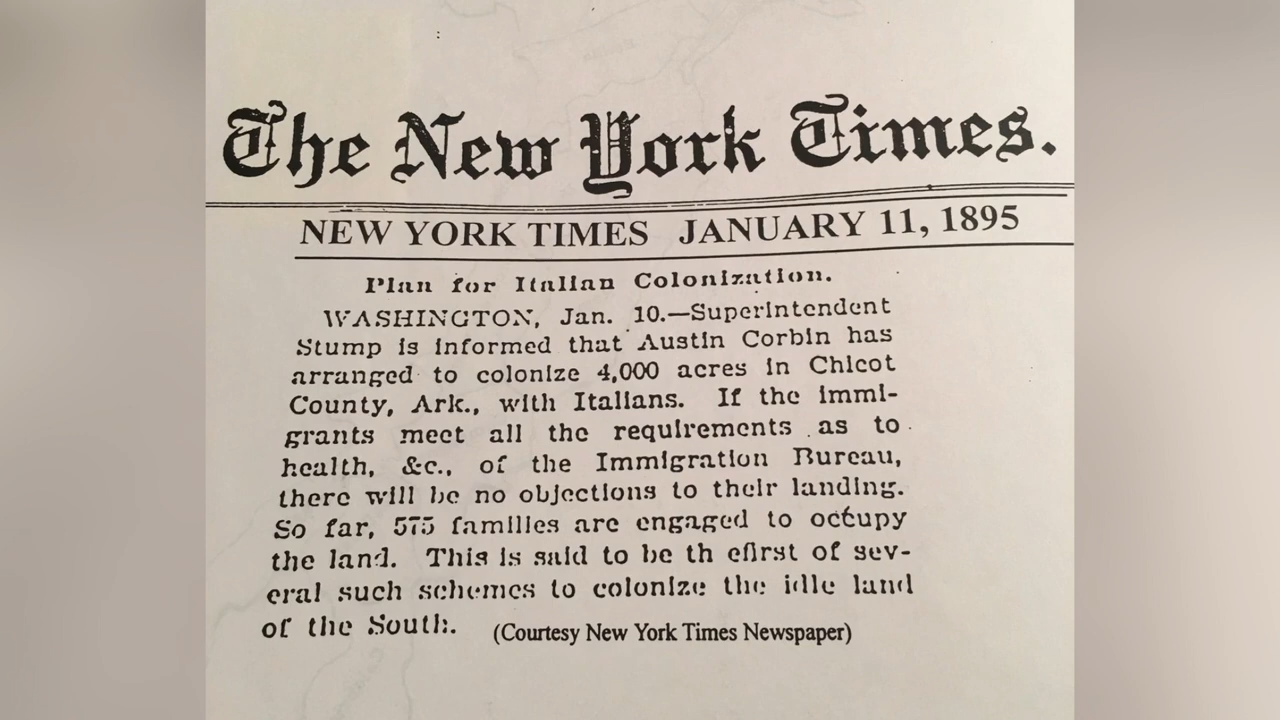 The New York Times.
NEW YORK TIMES JANUARY 11, 1895
Plan for Italian Colonization.
WASHINGTON, Jan. 10.—Superintendent
Stump is informed that Austin Corbin has
arranged to colonize 4,000 acres in Chicot
County, Ark., with Italians. If the immi-
grants meet all the requirements as to
health, &c., of the Immigration Bureau,
there will be no objections to their landing.
So far, 575 families are engaged to occupy
the land. This is said to be th efirst of sev-
eral such schemes to colonize the idle land
of the South. (Courtesy New York Times Newspaper)